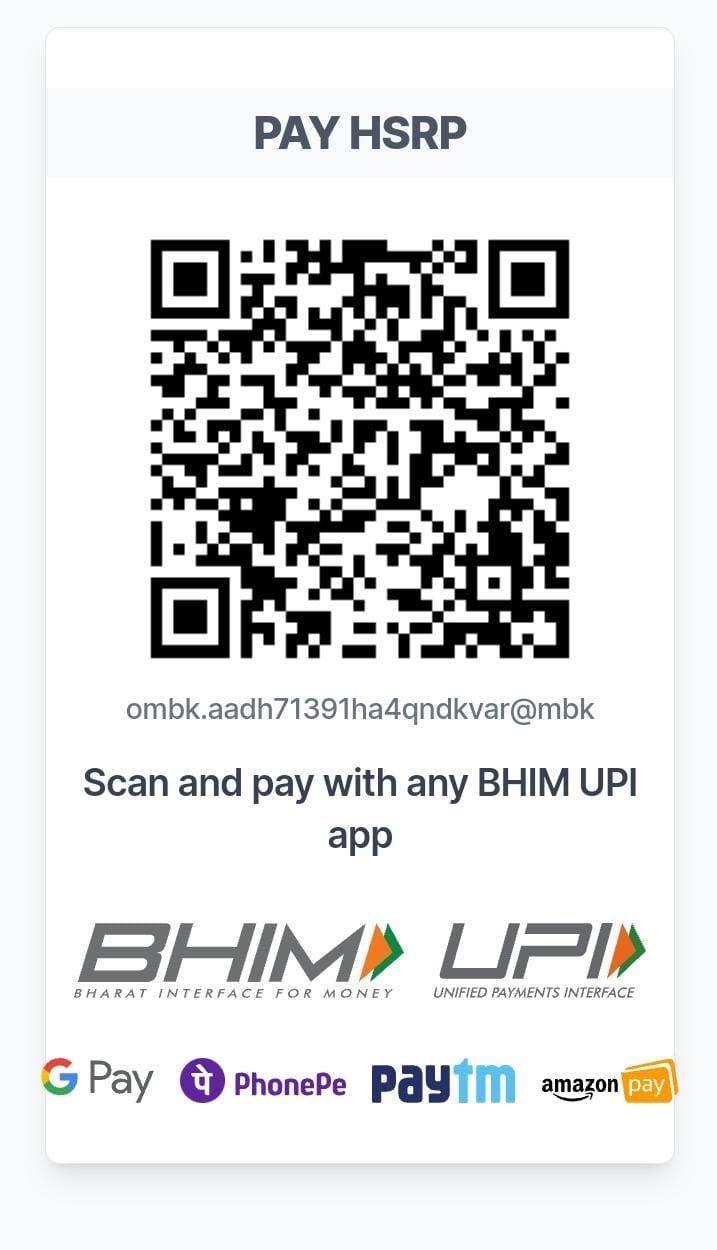 PAY HSRP
ombk.aadh71391ha4qndkvar@mbk
Scan and pay with any BHIM UPI
app
BHIM UPI
BHARAT INTERFACE FOR MONEY UNIFIED PAYMENTS INTERFACE
G Pay पे PhonePe paytm amazon pay